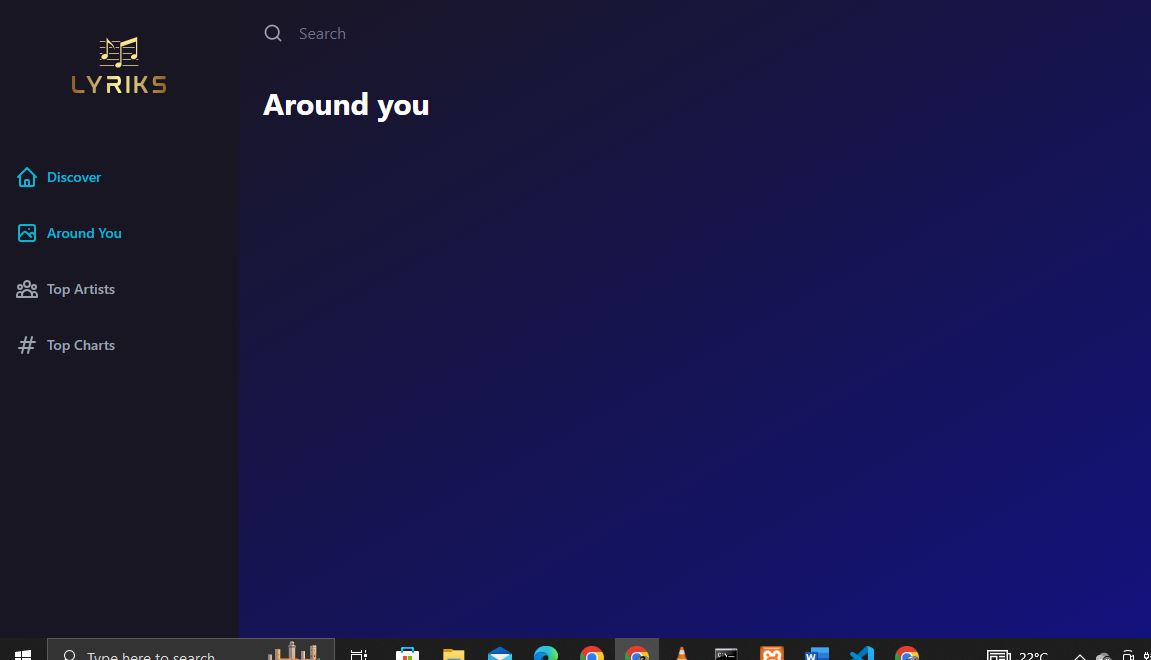 LYRIKS
Search
Around you
Discover
Around You
Top Artists
Top Charts
Type here to search
22°C